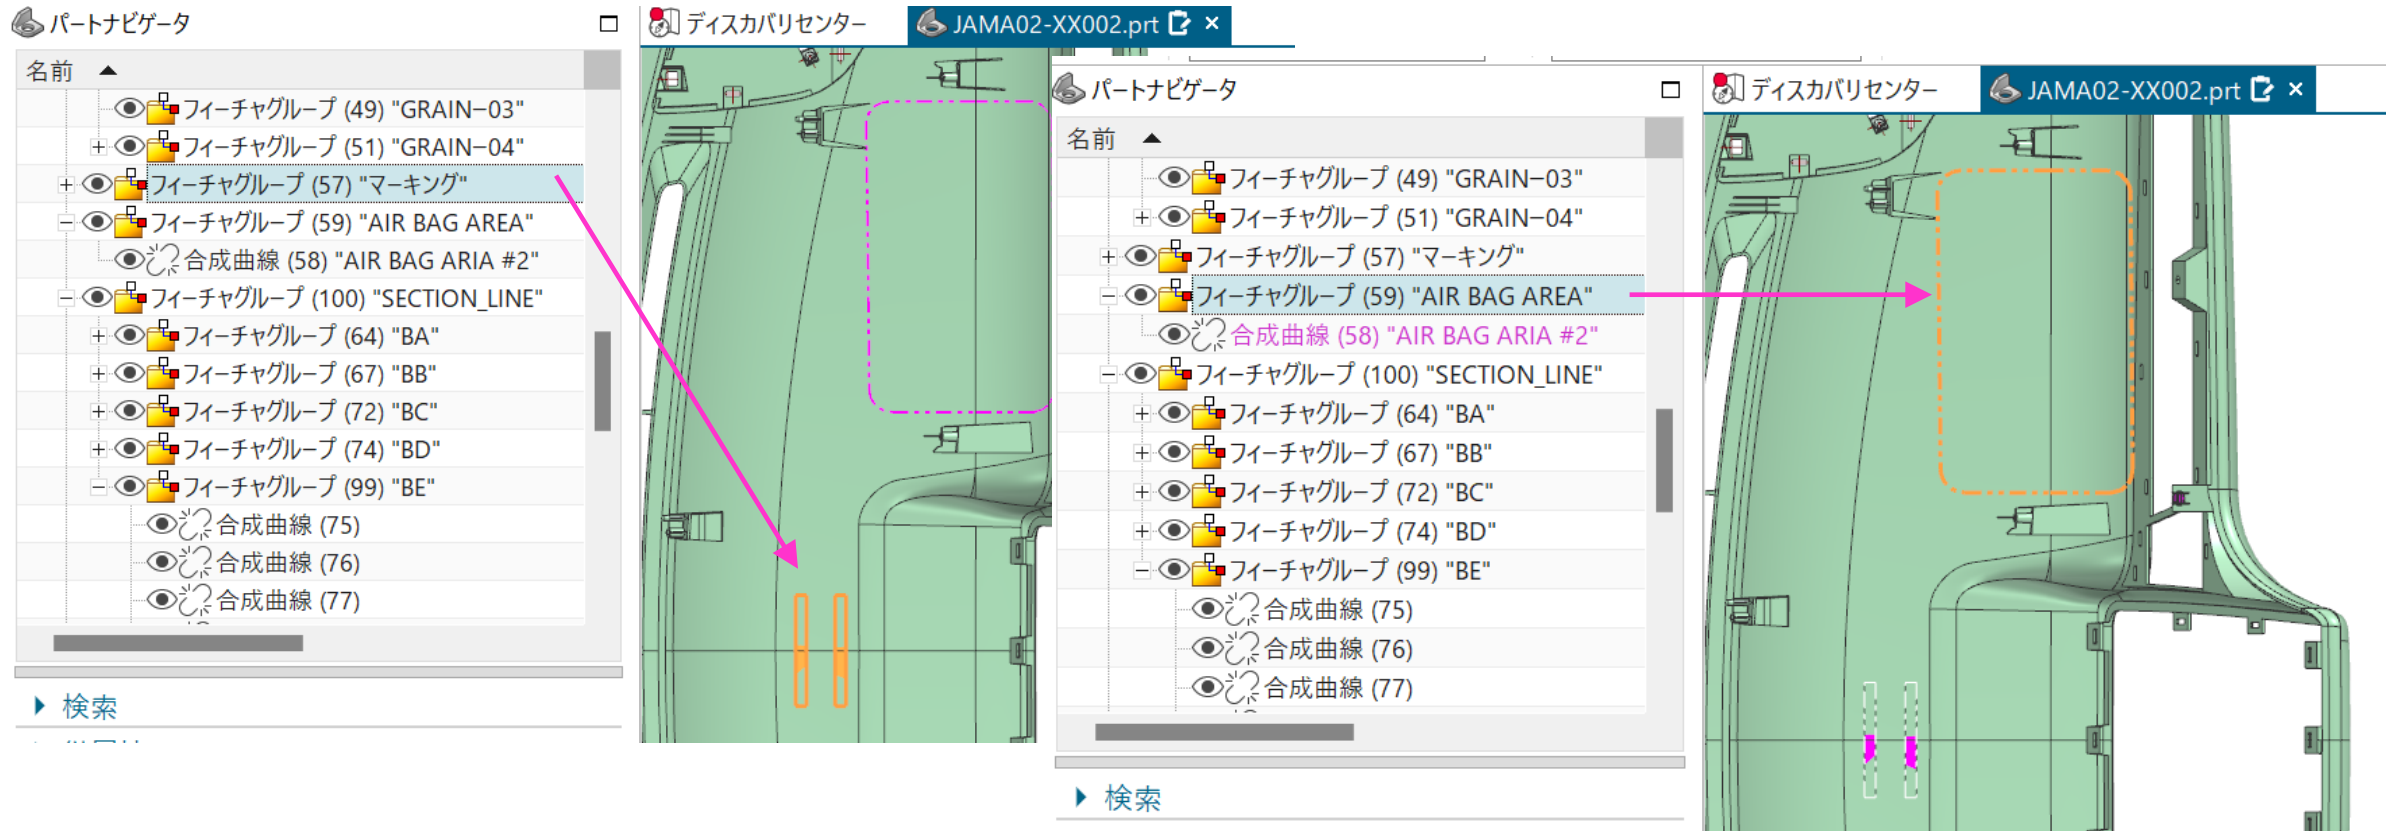 パートナビゲータ
名前
フィーチャグループ (49) "GRAIN-03"
フィーチャグループ (51) "GRAIN-04"
フィーチャグループ (57) "マーキング"
フィーチャグループ (59) "AIR BAG AREA"
合成曲線 (58) "AIR BAG ARIA #2"
フィーチャグループ (100) "SECTION_LINE"
フィーチャグループ (64) "BA"
フィーチャグループ (67) "BB"
フィーチャグループ (72) "BC"
フィーチャグループ (74) "BD"
フィーチャグループ (99) "BE"
合成曲線 (75)
合成曲線 (76)
合成曲線 (77)
検索
ディスカバリセンター
JAMA02-XX002.prt
パートナビゲータ
名前
フィーチャグループ (49) "GRAIN-03"
フィーチャグループ (51) "GRAIN-04"
フィーチャグループ (57) "マーキング"
フィーチャグループ (59) "AIR BAG AREA"
合成曲線 (58) "AIR BAG ARIA #2"
フィーチャグループ (100) "SECTION_LINE"
フィーチャグループ (64) "BA"
フィーチャグループ (67) "BB"
フィーチャグループ (72) "BC"
フィーチャグループ (74) "BD"
フィーチャグループ (99) "BE"
合成曲線 (75)
合成曲線 (76)
合成曲線 (77)
検索
ディスカバリセンター
JAMA02-XX002.prt